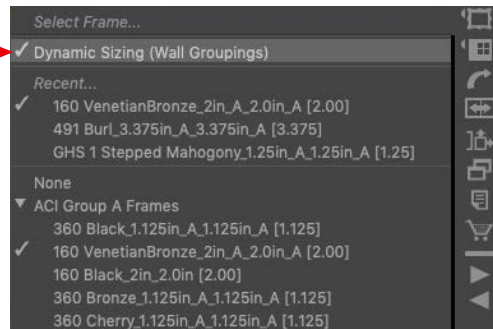 Select Frame...
Dynamic Sizing (Wall Groupings)
Recent...
160 VenetianBronze_2in_A_2.0in_A [2.00]
491 Burl_3.375in_A_3.375in_A [3.375]
GHS 1 Stepped Mahogony_1.25in_A_1.25in_A [1.25]
None
ACI Group A Frames
360 Black_1.125in_A_1.125in_A [1.125]
160 VenetianBronze_2in_A_2.0in_A [2.00]
160 Black_2in_2.0in [2.00]
360 Bronze_1.125in_A_1.125in_A [1.125]
360 Cherry_1.125in_A_1.125in_A [1.125]